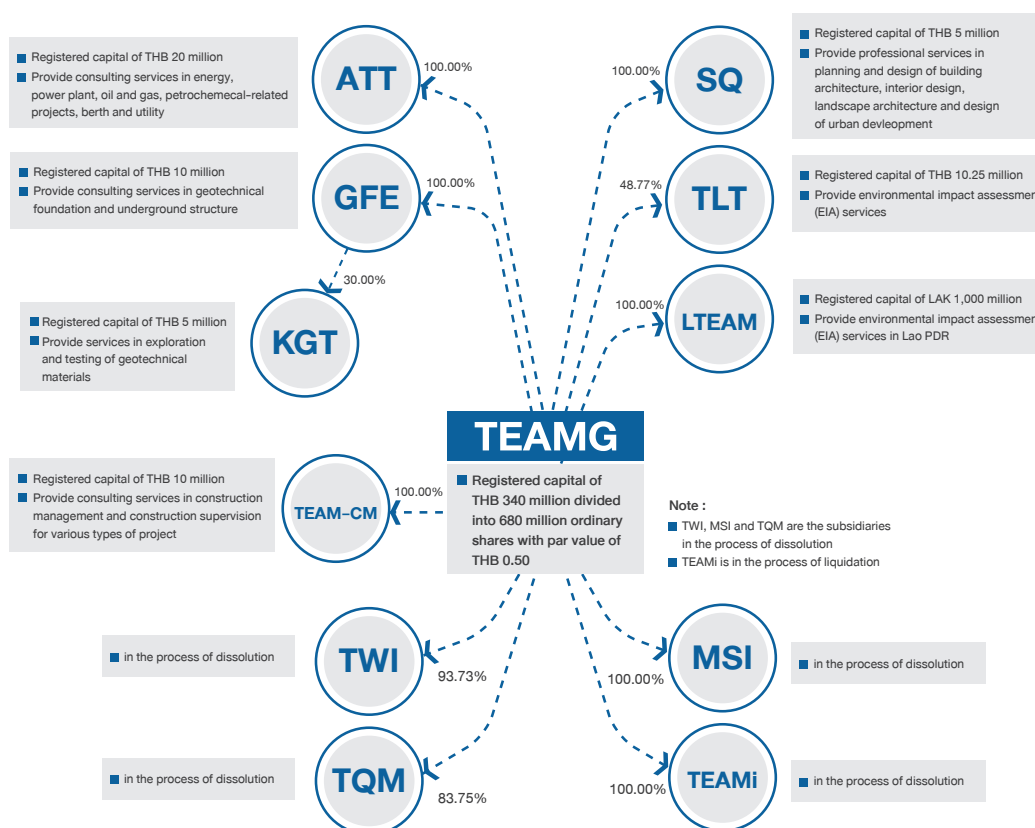 Registered capital of THB 20 million
Provide consulting services in energy,
power plant, oil and gas, petrochemecal-related
projects, berth and utility
ATT
100.00%
100.00%
SQ
Registered capital of THB 5 million
Provide professional services in
planning and design of building
architecture, interior design,
landscape architecture and design
of urban devleopment
Registered capital of THB 10 million
Provide consulting services in geotechnical
foundation and underground structure
GFE
100.00%
48.77%
TLT
Registered capital of THB 10.25 million
Provide environmental impact assessmen
(EIA) services
30.00%
Registered capital of THB 5 million
Provide services in exploration
and testing of geotechnical
materials
KGT
100.00%
LTEAM
Registered capital of LAK 1,000 million
Provide environmental impact assessmen
(EIA) services in Lao PDR
TEAMG
Registered capital of
THB 340 million divided
into 680 million ordinary
shares with par value of
THB 0.50
Registered capital of THB 10 million
Provide consulting services in construction
management and construction supervision
for various types of project
TEAM-CM
100.00%
Note :
TWI, MSI and TQM are the subsidiaries
in the process of dissolution
TEAMi is in the process of liquidation
in the process of dissolution
TWI
93.73%
100.00%
MSI
in the process of dissolution
in the process of dissolution
TQM
83.75%
100.00%
TEAMi
in the process of dissolution